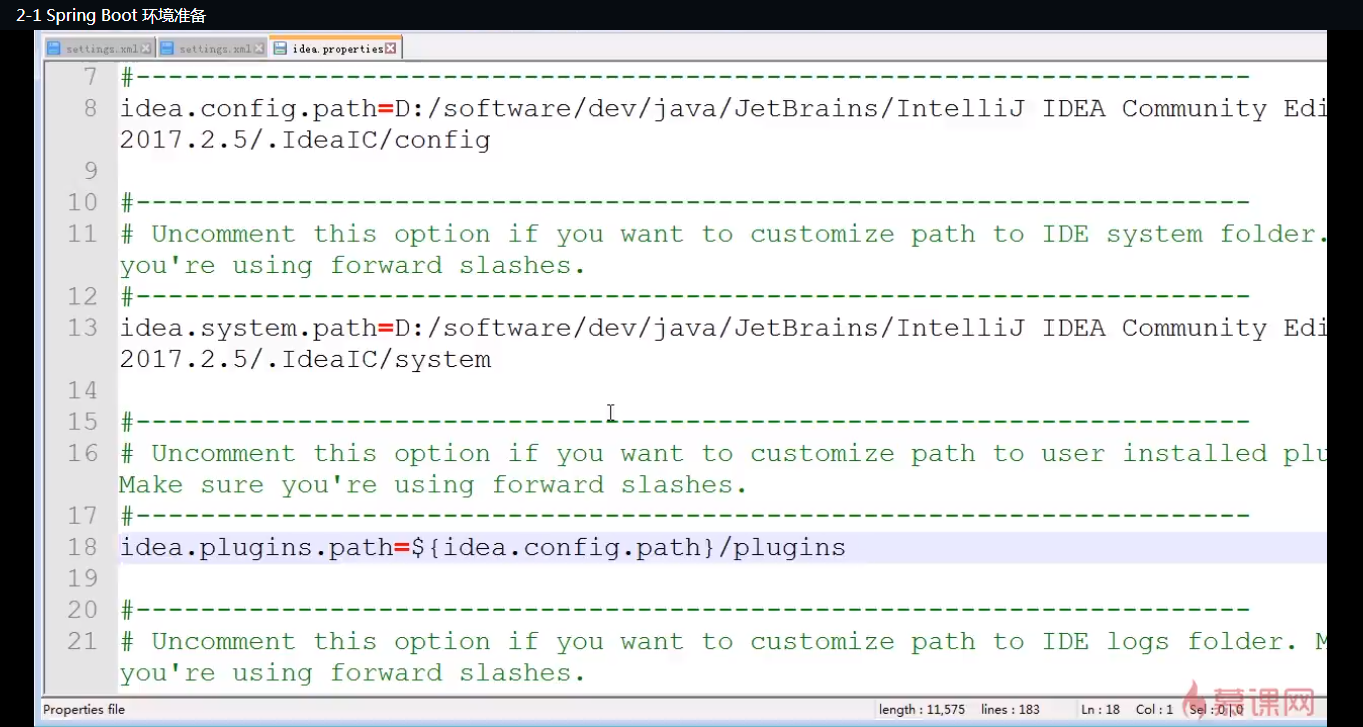 2-1 Spring Boot 环境准备
settings.xml settings.xml idea.properties
7 #---------------------------------------------------------------------
8 idea.config.path=D:/software/dev/java/JetBrains/IntelliJ IDEA Community Edi
2017.2.5/.IdeaIC/config
9
10 #---------------------------------------------------------------------
11 # Uncomment this option if you want to customize path to IDE system folder.
you're using forward slashes.
12 #---------------------------------------------------------------------
13 idea.system.path=D:/software/dev/java/JetBrains/IntelliJ IDEA Community Edi
2017.2.5/.IdeaIC/system
14
15 #---------------------------------------------------------------------
16 # Uncomment this option if you want to customize path to user installed plu
Make sure you're using forward slashes.
17 #---------------------------------------------------------------------
18 idea.plugins.path=${idea.config.path}/plugins
19
20 #---------------------------------------------------------------------
21 # Uncomment this option if you want to customize path to IDE logs folder. M
you're using forward slashes.
Properties file length : 11,575 lines : 183 Ln : 18 Col : 1 Sel : 0 | 0
慕课网